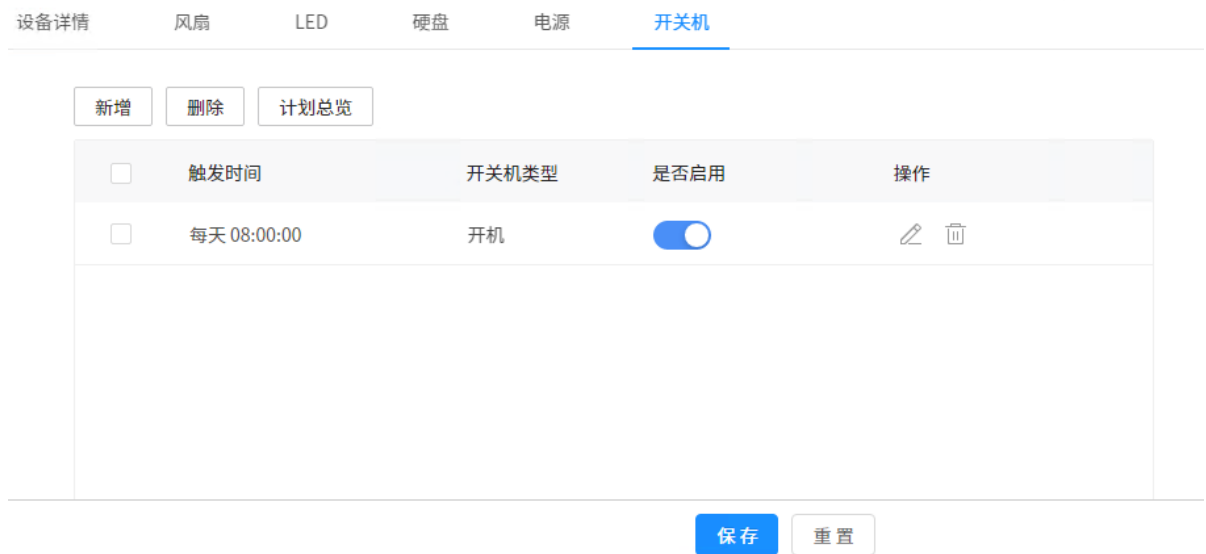 设备详情 风扇 LED 硬盘 电源 开关机
新增 删除 计划总览
触发时间 开关机类型 是否启用 操作
每天 08:00:00 开机
保存 重置